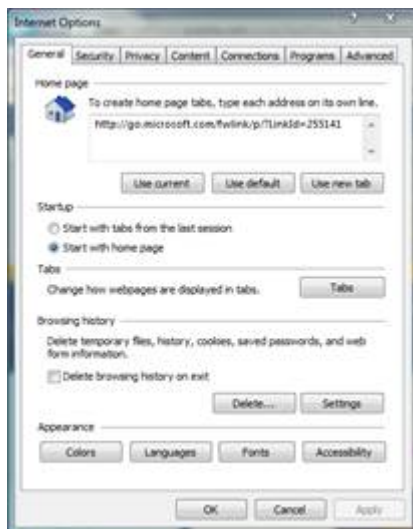 Internet Options
General Security Privacy Content Connections Programs Advanced
Home page
To create home page tabs, type each address on its own line.
http://go.microsoft.com/fwlink/p/?LinkId=255141
Use current Use default Use new tab
Startup
Start with tabs from the last session
Start with home page
Tabs
Change how webpages are displayed in tabs. Tabs
Browsing history
Delete temporary files, history, cookies, saved passwords, and web
form information.
Delete browsing history on exit
Delete... Settings
Appearance
Colors Languages Fonts Accessibility
OK Cancel Apply